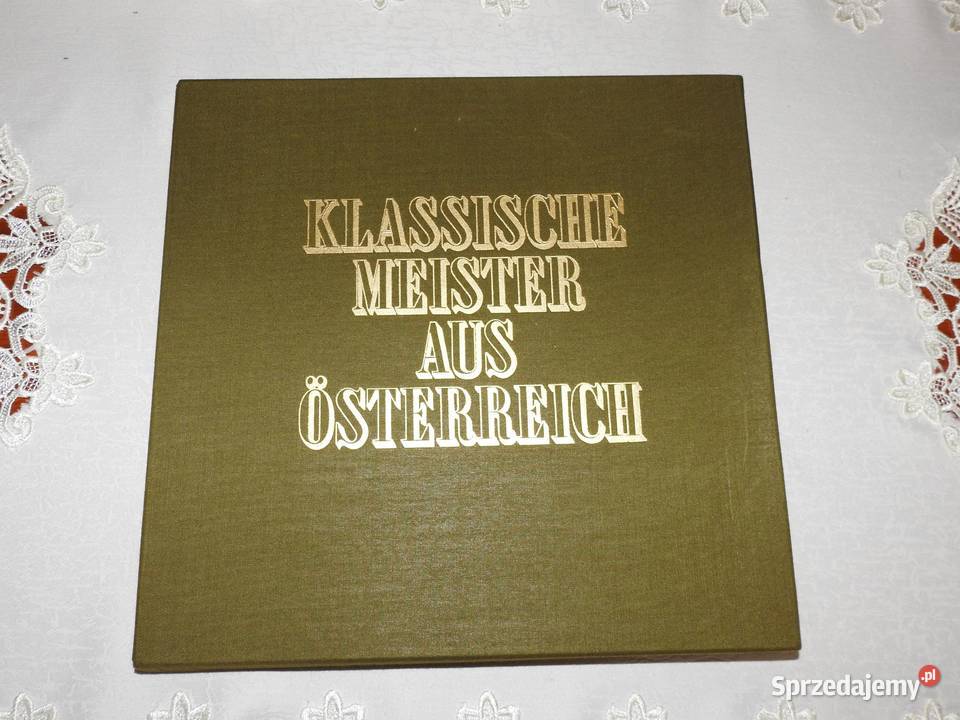 KLASSISCHE
MEISTER
AUS
ÖSTERREICH
Sprzedajemy.pl